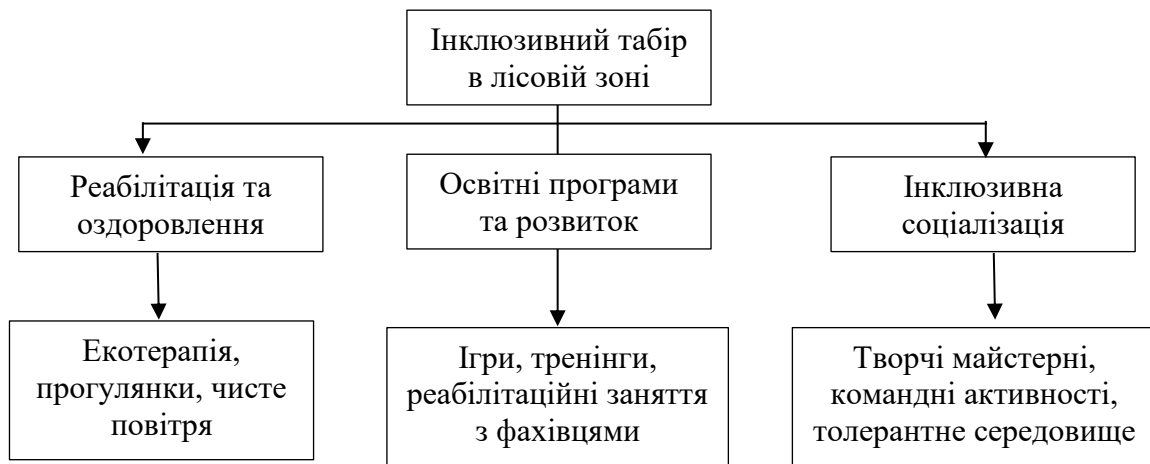 Інклюзивний табір
в лісовій зоні
Реабілітація та
оздоровлення
Освітні програми
та розвиток
Інклюзивна
соціалізація
Екотерапія,
прогулянки, чисте
повітря
Ігри, тренінги,
реабілітаційні заняття
з фахівцями
Творчі майстерні,
командні активності,
толерантне середовище